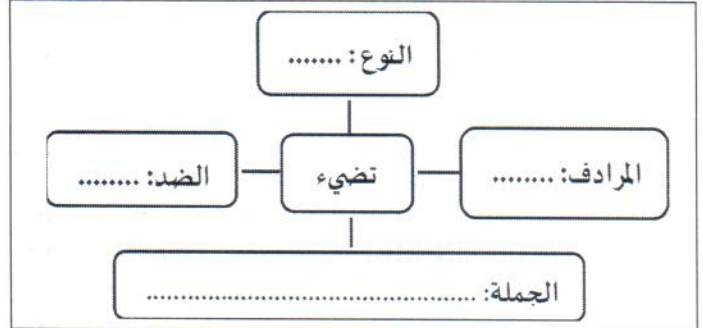 النوع: .......
المرادف: ........
تضيء
الضد: ........
الجملة: ................................................